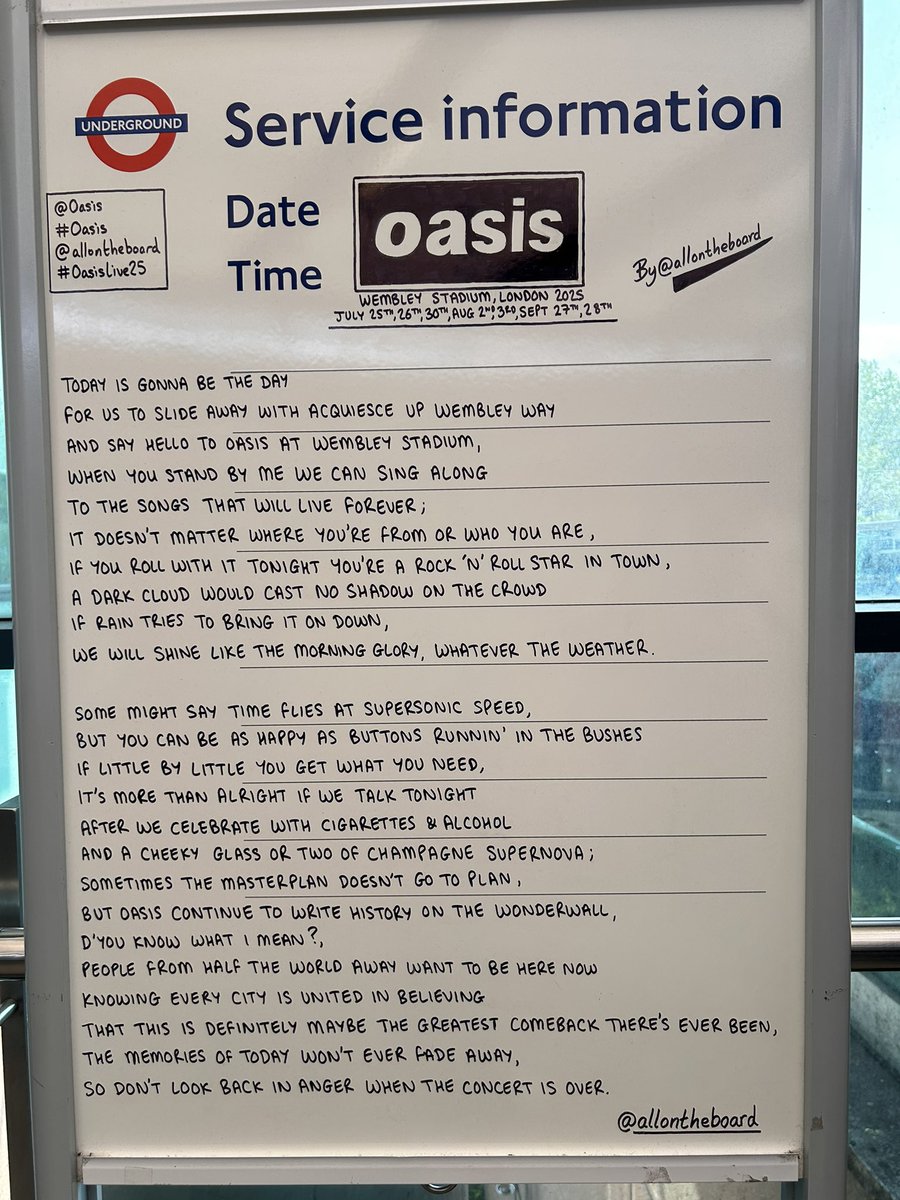 UNDERGROUND
Service information
@Oasis
#Oasis
@allontheboard
#OasisLive25
Date
Time
oasis
By @allontheboard
WEMBLEY STADIUM, LONDON 2025
JULY 25TH, 26TH, 30TH, AUG 2ND, 3RD, SEPT 27TH, 28TH
TODAY IS GONNA BE THE DAY
FOR US TO SLIDE AWAY WITH ACQUIESCE UP WEMBLEY WAY
AND SAY HELLO TO OASIS AT WEMBLEY STADIUM,
WHEN YOU STAND BY ME WE CAN SING ALONG
TO THE SONGS THAT WILL LIVE FOREVER;
IT DOESN'T MATTER WHERE YOU'RE FROM OR WHO YOU ARE,
IF YOU ROLL WITH IT TONIGHT YOU'RE A ROCK 'N' ROLL STAR IN TOWN,
A DARK CLOUD WOULD CAST NO SHADOW ON THE CROWD
IF RAIN TRIES TO BRING IT ON DOWN,
WE WILL SHINE LIKE THE MORNING GLORY, WHATEVER THE WEATHER.
SOME MIGHT SAY TIME FLIES AT SUPERSONIC SPEED,
BUT YOU CAN BE AS HAPPY AS BUTTONS RUNNIN' IN THE BUSHES
IF LITTLE BY LITTLE YOU GET WHAT YOU NEED,
IT'S MORE THAN ALRIGHT IF WE TALK TONIGHT
AFTER WE CELEBRATE WITH CIGARETTES & ALCOHOL
AND A CHEEKY GLASS OR TWO OF CHAMPAGNE SUPERNOVA;
SOMETIMES THE MASTERPLAN DOESN'T GO TO PLAN,
BUT OASIS CONTINUE TO WRITE HISTORY ON THE WONDERWALL,
D'YOU KNOW WHAT I MEAN?,
PEOPLE FROM HALF THE WORLD AWAY WANT TO BE HERE NOW
KNOWING EVERY CITY IS UNITED IN BELIEVING
THAT THIS IS DEFINITELY MAYBE THE GREATEST COMEBACK THERE'S EVER BEEN,
THE MEMORIES OF TODAY WON'T EVER FADE AWAY,
SO DON'T LOOK BACK IN ANGER WHEN THE CONCERT IS OVER.
@allontheboard